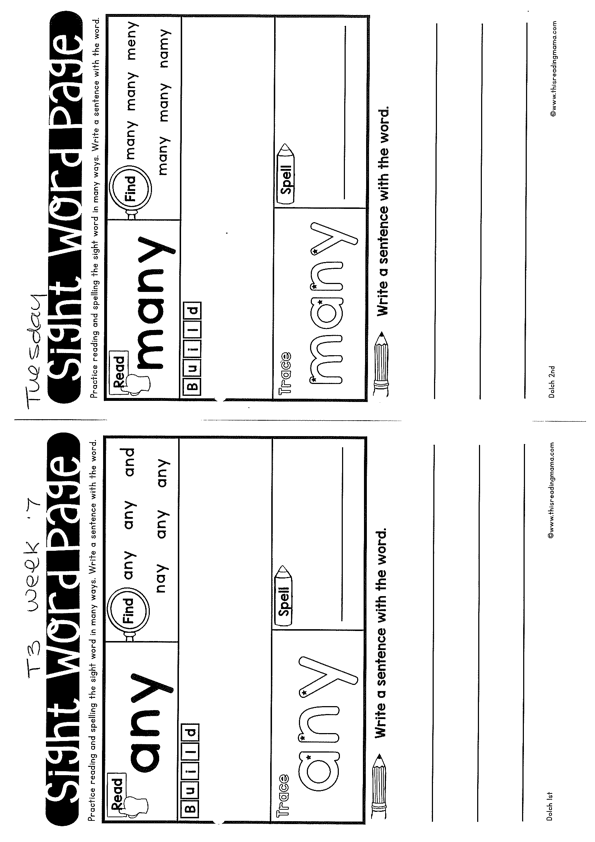 T3 Week '7
Sight Word Page
Practice reading and spelling the sight word in many ways. Write a sentence with the word.
Read
any
Find
any any and
nay any any
Build
Trace
any
Spell
Write a sentence with the word.
Dolch 1st
©www.thisreadingmama.com
Tuesday
Sight Word Page
Practice reading and spelling the sight word in many ways. Write a sentence with the word.
Read
many
Find
many many meny
many many namy
Build
Trace
many
Spell
Write a sentence with the word.
Dolch 2nd
©www.thisreadingmama.com